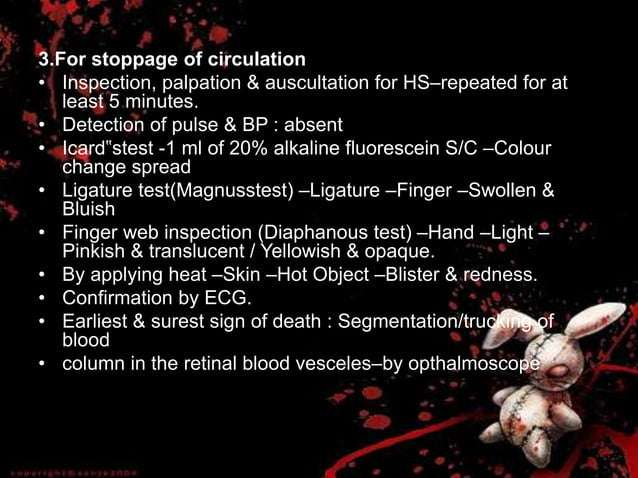 3.For stoppage of circulation
• Inspection, palpation & auscultation for HS–repeated for at
least 5 minutes.
• Detection of pulse & BP : absent
• Icard‟stest -1 ml of 20% alkaline fluorescein S/C –Colour
change spread
• Ligature test(Magnusstest) –Ligature –Finger –Swollen &
Bluish
• Finger web inspection (Diaphanous test) –Hand –Light –
Pinkish & translucent / Yellowish & opaque.
• By applying heat –Skin –Hot Object –Blister & redness.
• Confirmation by ECG.
• Earliest & surest sign of death : Segmentation/trucking of
blood
• column in the retinal blood vesceles–by opthalmoscope